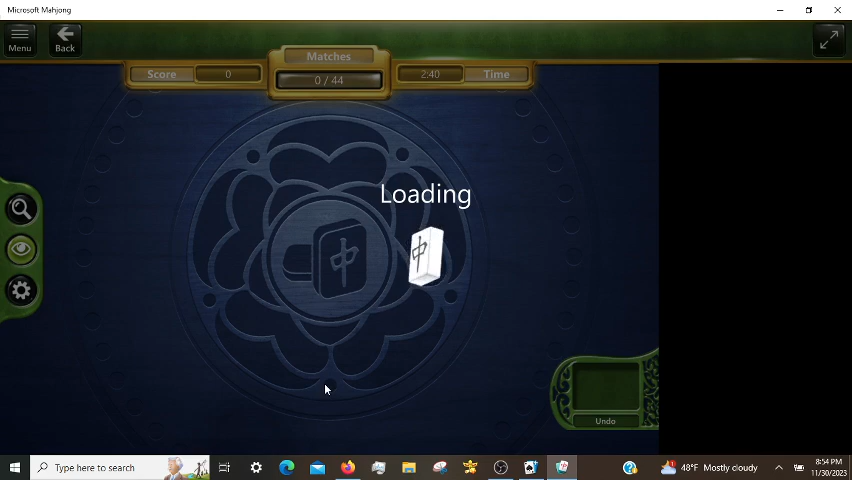 Microsoft Mahjong
Menu
Back
Matches
Score 0
0 / 44
2:40 Time
Loading
中
中
Undo
Type here to search
48°F Mostly cloudy
8:54 PM
11/30/2023